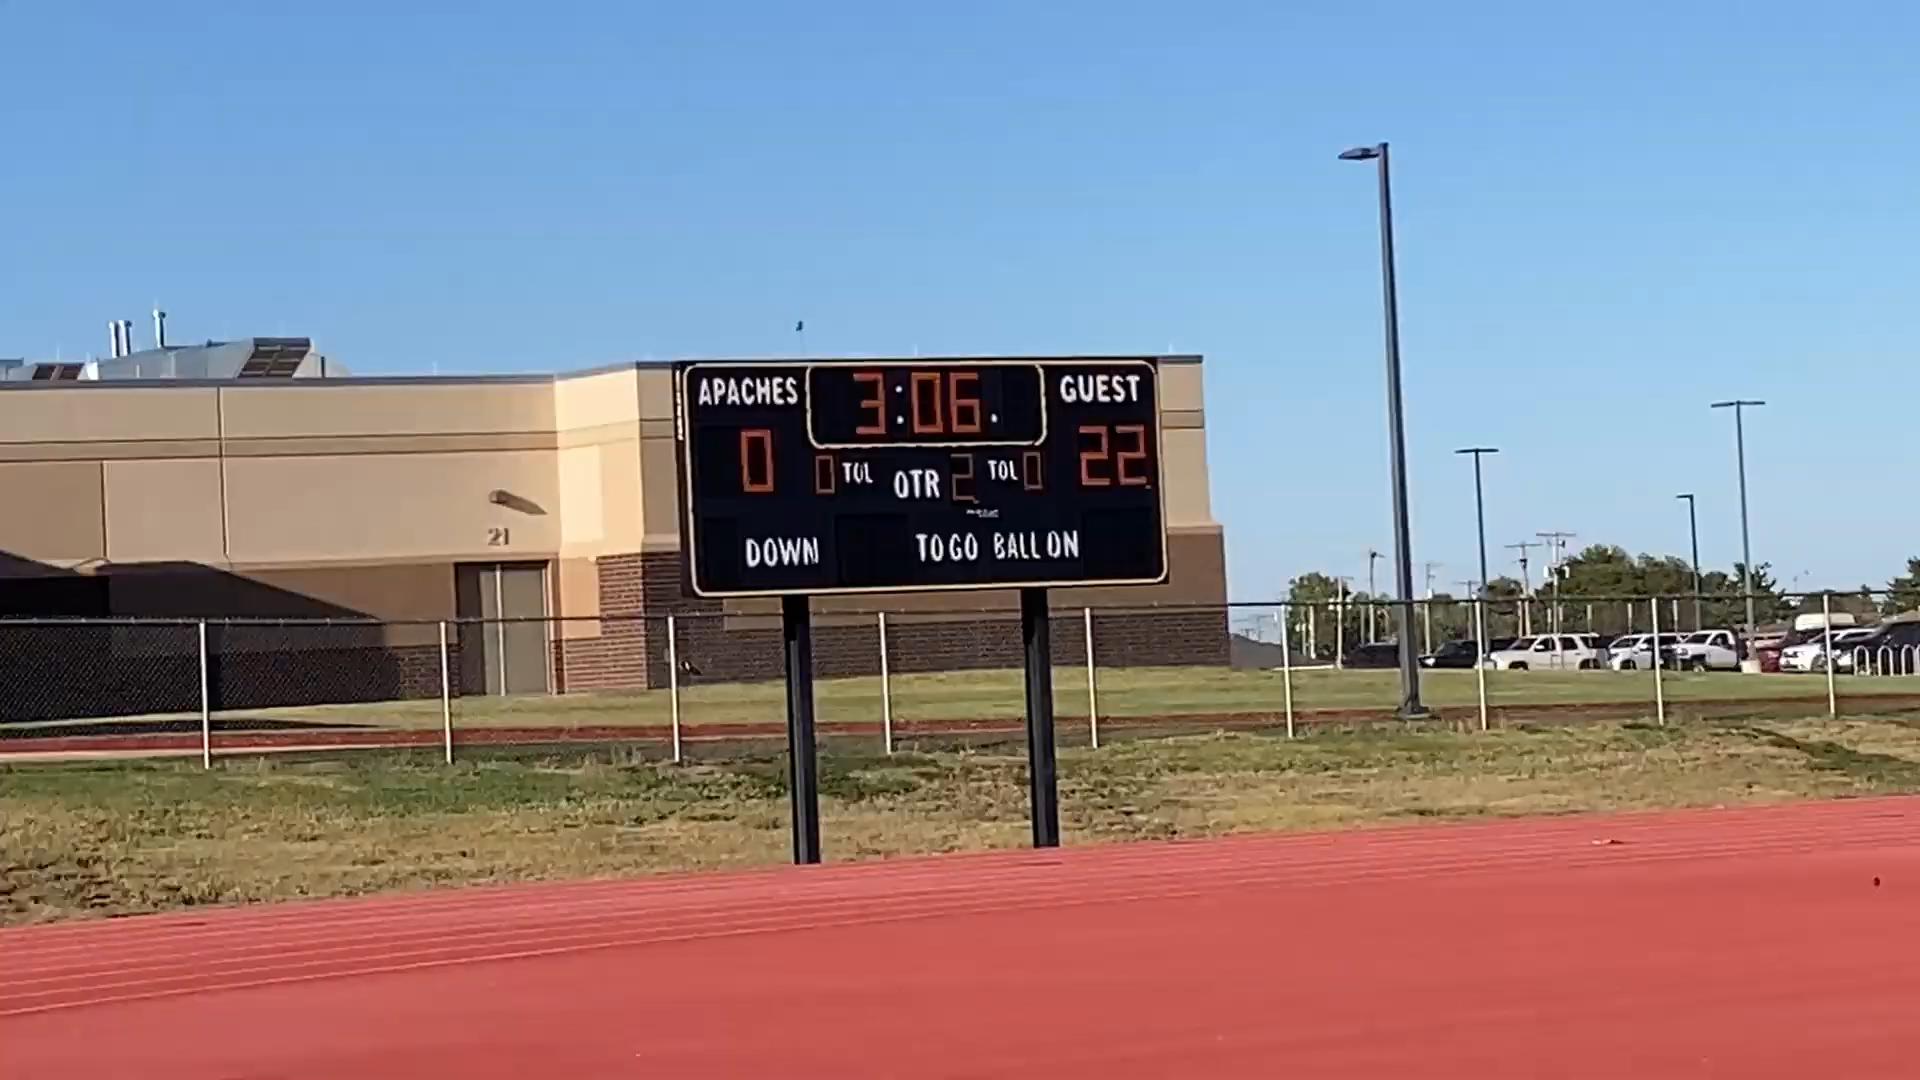 APACHES 3:06. GUEST
0 0 TOL QTR 2 TOL 0 22
DOWN TO GO BALL ON
21